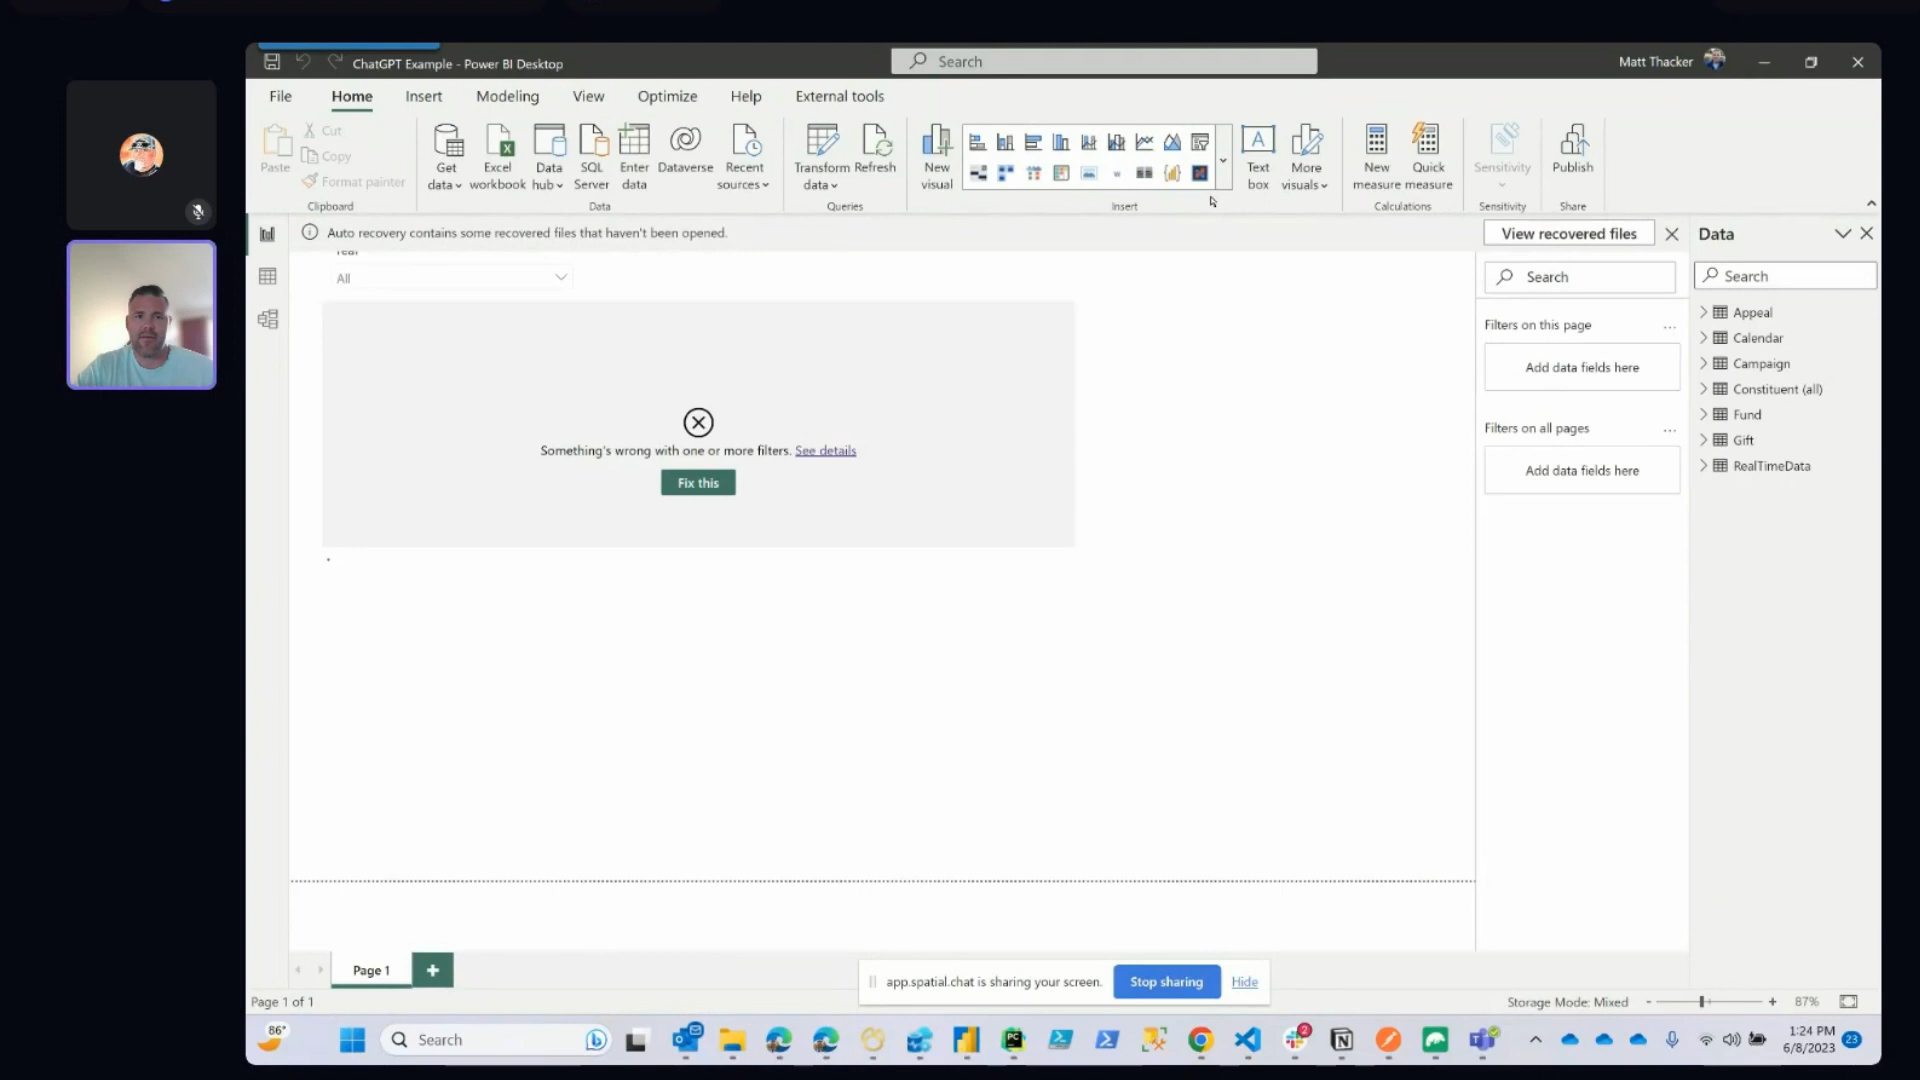 ChatGPT Example - Power BI Desktop
Search
Matt Thacker
File
Home
Insert
Modeling
View
Optimize
Help
External tools
Paste
Cut
Copy
Format painter
Clipboard
Get data
Excel workbook
Data hub
SQL Server
Enter data
Dataverse
Recent sources
Data
Transform data
Refresh
Queries
New visual
Text box
More visuals
Insert
New measure
Quick measure
Calculations
Sensitivity
Sensitivity
Publish
Share
Auto recovery contains some recovered files that haven't been opened.
View recovered files
Year
All
Something's wrong with one or more filters. See details
Fix this
Search
Filters on this page
...
Add data fields here
Filters on all pages
...
Add data fields here
Data
Search
Appeal
Calendar
Campaign
Constituent (all)
Fund
Gift
RealTimeData
Page 1
+
app.spatial.chat is sharing your screen.
Stop sharing
Hide
Page 1 of 1
Storage Mode: Mixed
- + 87%
86°
Search
PC
2
1:24 PM
6/8/2023
23